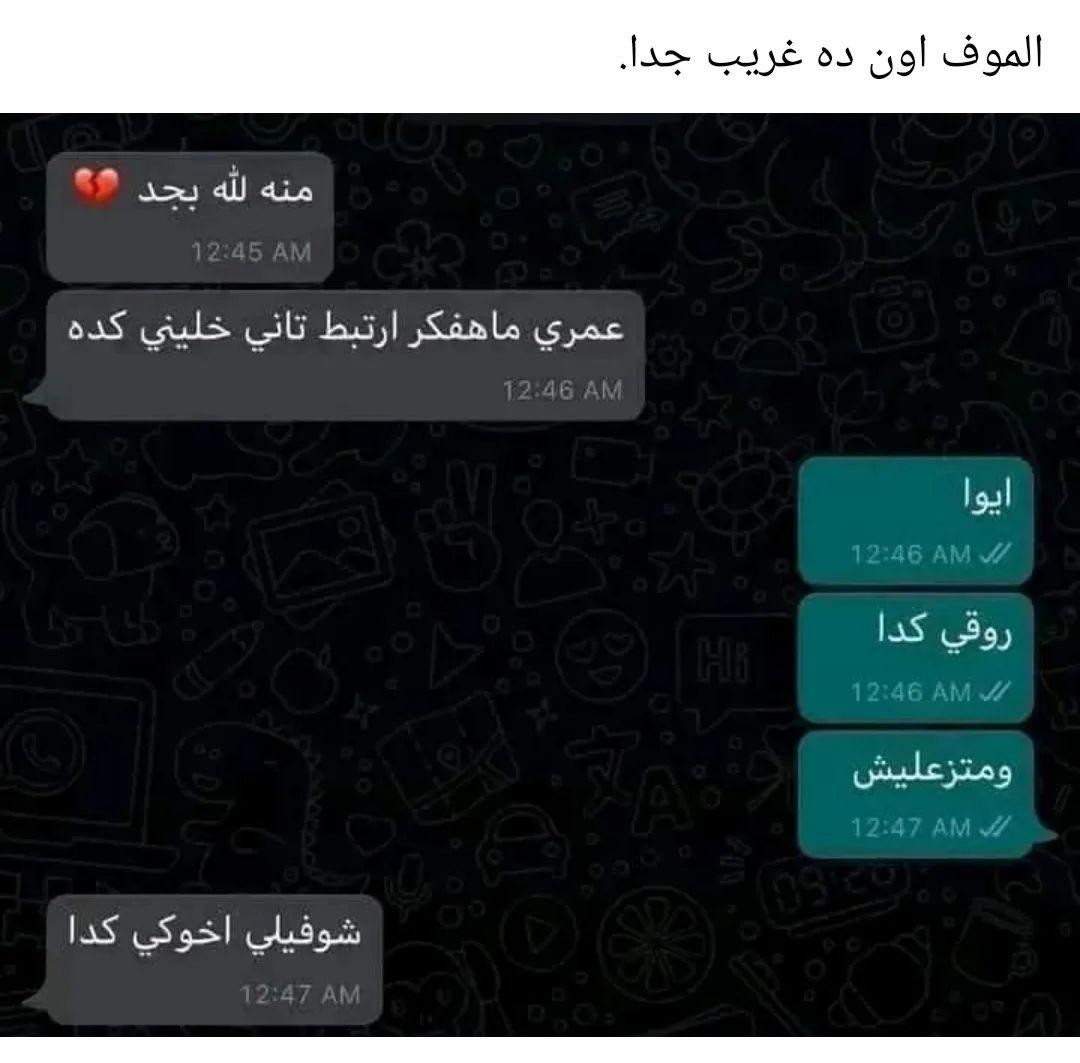 الموف اون ده غريب جدا.
منه لله بجد 💔
12:45 AM
عمري ماهفكر ارتبط تاني خليني كده
12:46 AM
ايوا
12:46 AM
روقي كدا
12:46 AM
ومتزعليش
12:47 AM
شوفيلي اخوكي كدا
12:47 AM
Hi